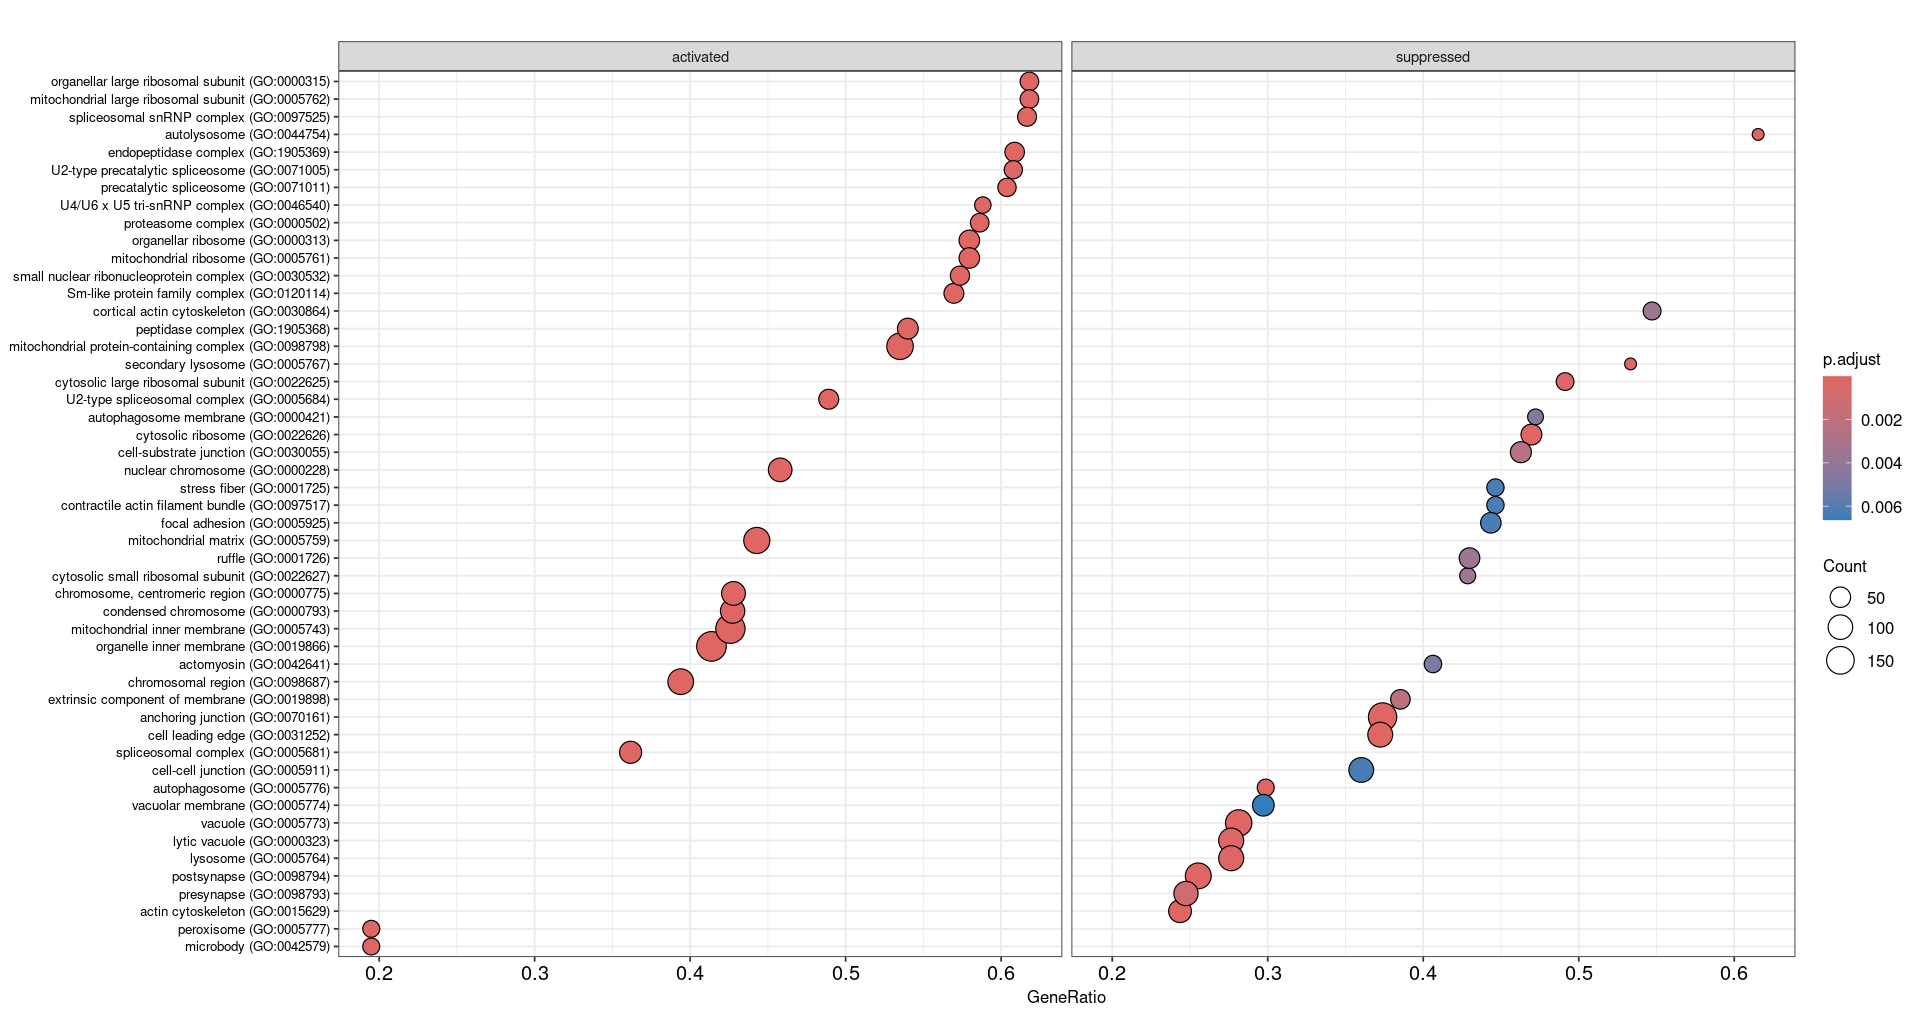 activated
suppressed
organellar large ribosomal subunit (GO:0000315)
mitochondrial large ribosomal subunit (GO:0005762)
spliceosomal snRNP complex (GO:0097525)
autolysosome (GO:0044754)
endopeptidase complex (GO:1905369)
U2-type precatalytic spliceosome (GO:0071005)
precatalytic spliceosome (GO:0071011)
U4/U6 x U5 tri-snRNP complex (GO:0046540)
proteasome complex (GO:0000502)
organellar ribosome (GO:0000313)
mitochondrial ribosome (GO:0005761)
small nuclear ribonucleoprotein complex (GO:0030532)
Sm-like protein family complex (GO:0120114)
cortical actin cytoskeleton (GO:0030864)
peptidase complex (GO:1905368)
mitochondrial protein-containing complex (GO:0098798)
secondary lysosome (GO:0005767)
cytosolic large ribosomal subunit (GO:0022625)
U2-type spliceosomal complex (GO:0005684)
autophagosome membrane (GO:0000421)
cytosolic ribosome (GO:0022626)
cell-substrate junction (GO:0030055)
nuclear chromosome (GO:0000228)
stress fiber (GO:0001725)
contractile actin filament bundle (GO:0097517)
focal adhesion (GO:0005925)
mitochondrial matrix (GO:0005759)
ruffle (GO:0001726)
cytosolic small ribosomal subunit (GO:0022627)
chromosome, centromeric region (GO:0000775)
condensed chromosome (GO:0000793)
mitochondrial inner membrane (GO:0005743)
organelle inner membrane (GO:0019866)
actomyosin (GO:0042641)
chromosomal region (GO:0098687)
extrinsic component of membrane (GO:0019898)
anchoring junction (GO:0070161)
cell leading edge (GO:0031252)
spliceosomal complex (GO:0005681)
cell-cell junction (GO:0005911)
autophagosome (GO:0005776)
vacuolar membrane (GO:0005774)
vacuole (GO:0005773)
lytic vacuole (GO:0000323)
lysosome (GO:0005764)
postsynapse (GO:0098794)
presynapse (GO:0098793)
actin cytoskeleton (GO:0015629)
peroxisome (GO:0005777)
microbody (GO:0042579)
0.2 0.3 0.4 0.5 0.6
0.2 0.3 0.4 0.5 0.6
GeneRatio
p.adjust
0.002
0.004
0.006
Count
50
100
150